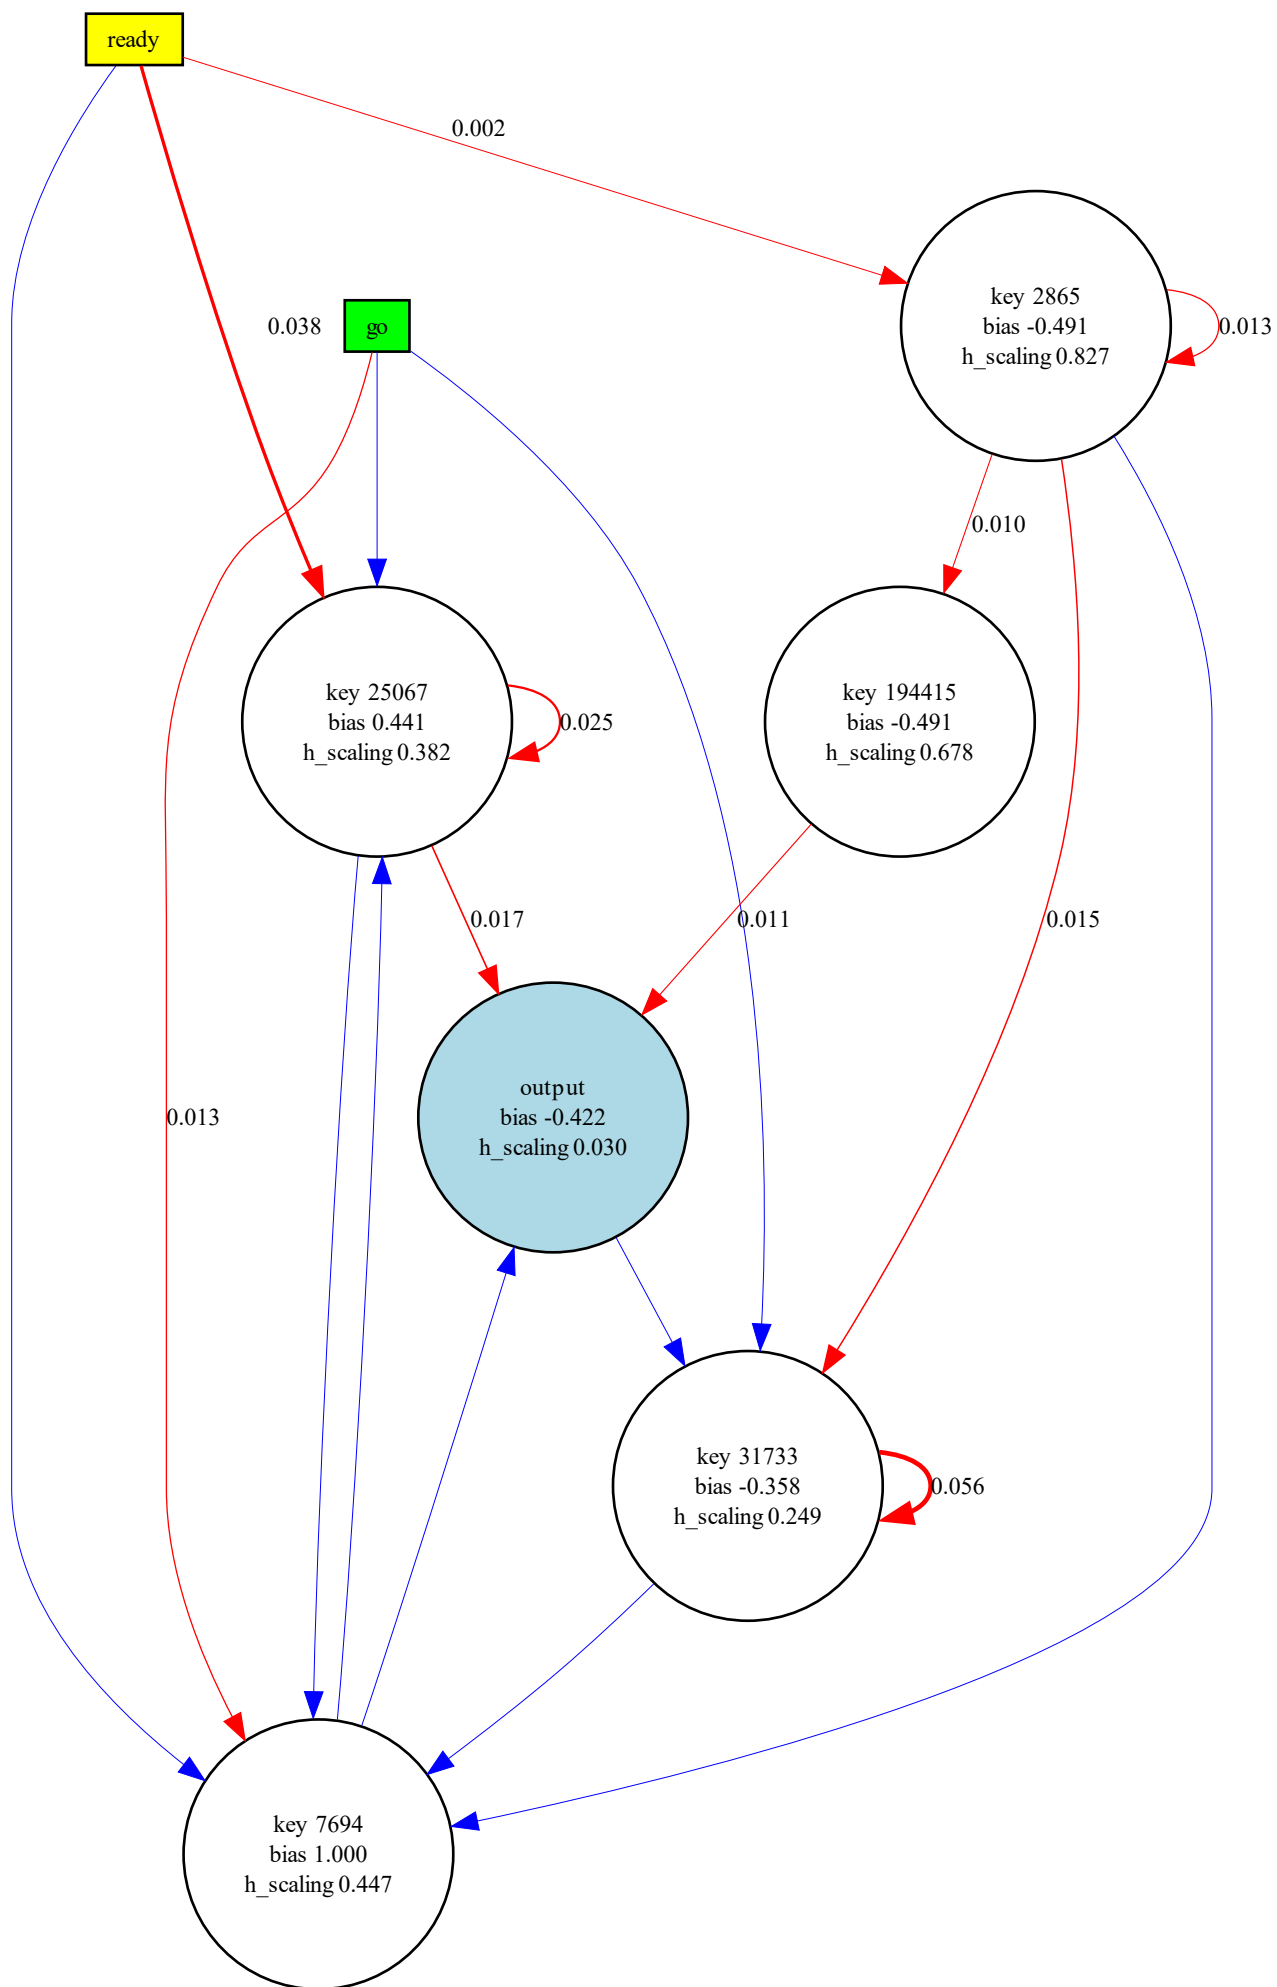 ready
0.002
key 2865
bias -0.491
h_scaling 0.827
0.013
0.038
go
0.010
key 25067
bias 0.441
h_scaling 0.382
0.025
key 194415
bias -0.491
h_scaling 0.678
0.017
0.011
0.015
output
bias -0.422
h_scaling 0.030
0.013
key 31733
bias -0.358
h_scaling 0.249
0.056
key 7694
bias 1.000
h_scaling 0.447